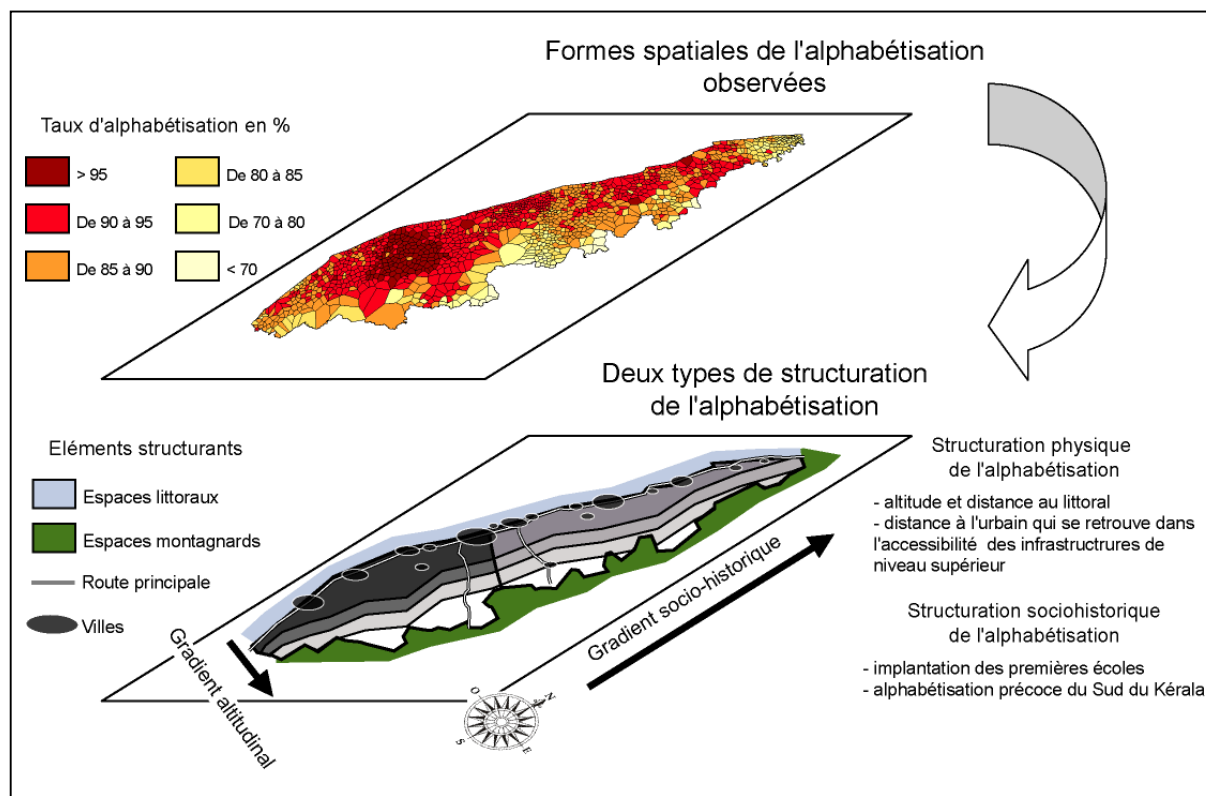 Formes spatiales de l'alphabétisation
observées
Taux d'alphabétisation en %
> 95
De 80 à 85
De 90 à 95
De 70 à 80
De 85 à 90
< 70
Deux types de structuration
de l'alphabétisation
Eléments structurants
Espaces littoraux
Espaces montagnards
Route principale
Villes
Gradient altitudinal
Gradient socio-historique
O
N
S
E
Structuration physique
de l'alphabétisation
- altitude et distance au littoral
- distance à l'urbain qui se retrouve dans
l'accessibilité des infrastructrures de
niveau supérieur
Structuration sociohistorique
de l'alphabétisation
- implantation des premières écoles
- alphabétisation précoce du Sud du Kérala